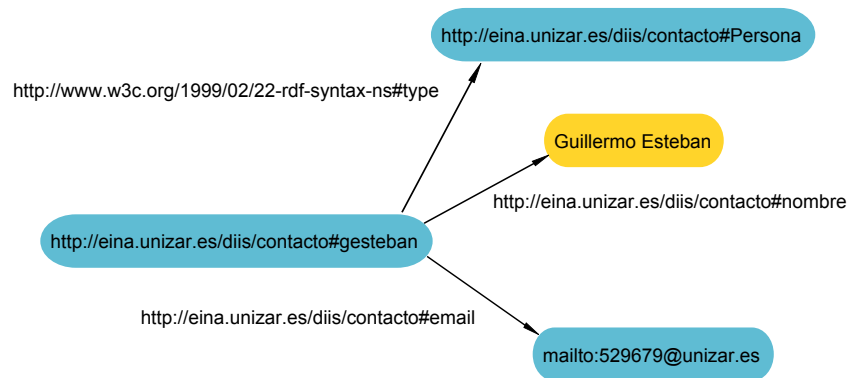 http://eina.unizar.es/diis/contacto#Persona
http://www.w3c.org/1999/02/22-rdf-syntax-ns#type
Guillermo Esteban
http://eina.unizar.es/diis/contacto#nombre
http://eina.unizar.es/diis/contacto#gesteban
http://eina.unizar.es/diis/contacto#email
mailto:529679@unizar.es